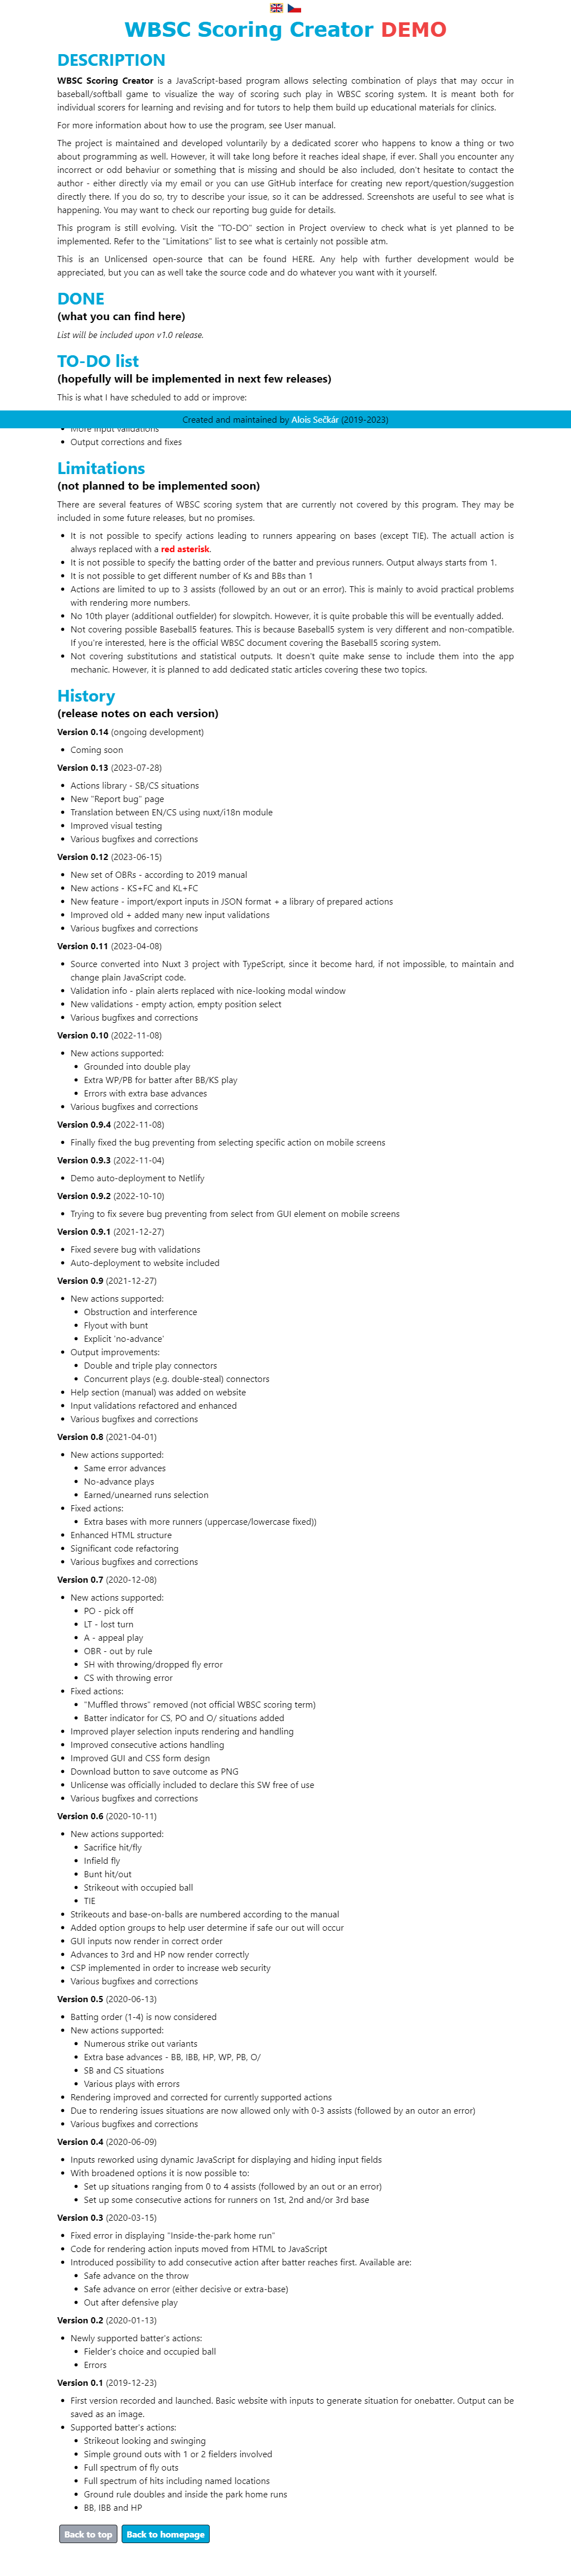 WBSC Scoring Creator DEMO
DESCRIPTION
WBSC Scoring Creator is a JavaScript-based program allows selecting combination of plays that may occur in
baseball/softball game to visualize the way of scoring such play in WBSC scoring system. It is meant both for
individual scorers for learning and revising and for tutors to help them build up educational materials for clinics.
For more information about how to use the program, see User manual.
The project is maintained and developed voluntarily by a dedicated scorer who happens to know a thing or two
about programming as well. However, it will take long before it reaches ideal shape, if ever. Shall you encounter any
incorrect or odd behaviur or something that is missing and should be also included, don't hesitate to contact the
author - either directly via my email or you can use GitHub interface for creating new report/question/suggestion
directly there. If you do so, try to describe your issue, so it can be addressed. Screenshots are useful to see what is
happening. You may want to check our reporting bug guide for details.
This program is still evolving. Visit the "TO-DO" section in Project overview to check what is yet planned to be
implemented. Refer to the "Limitations" list to see what is certainly not possible atm.
This is an Unlicensed open-source that can be found HERE. Any help with further development would be
appreciated, but you can as well take the source code and do whatever you want with it yourself.
DONE
(what you can find here)
List will be included upon v1.0 release.
TO-DO list
(hopefully will be implemented in next few releases)
This is what I have scheduled to add or improve:
Created and maintained by Alois Sečkár (2019-2023)
More input validations
Output corrections and fixes
Limitations
(not planned to be implemented soon)
There are several features of WBSC scoring system that are currently not covered by this program. They may be
included in some future releases, but no promises.
It is not possible to specify actions leading to runners appearing on bases (except TIE). The actuall action is
always replaced with a red asterisk.
It is not possible to specify the batting order of the batter and previous runners. Output always starts from 1.
It is not possible to get different number of Ks and BBs than 1
Actions are limited to up to 3 assists (followed by an out or an error). This is mainly to avoid practical problems
with rendering more numbers.
No 10th player (additional outfielder) for slowpitch. However, it is quite probable this will be eventually added.
Not covering possible Baseball5 features. This is because Baseball5 system is very different and non-compatible.
If you're interested, here is the official WBSC document covering the Baseball5 scoring system.
Not covering substitutions and statistical outputs. It doesn't quite make sense to include them into the app
mechanic. However, it is planned to add dedicated static articles covering these two topics.
History
(release notes on each version)
Version 0.14 (ongoing development)
Coming soon
Version 0.13 (2023-07-28)
Actions library - SB/CS situations
New "Report bug" page
Translation between EN/CS using nuxt/i18n module
Improved visual testing
Various bugfixes and corrections
Version 0.12 (2023-06-15)
New set of OBRs - according to 2019 manual
New actions - KS+FC and KL+FC
New feature - import/export inputs in JSON format + a library of prepared actions
Improved old + added many new input validations
Various bugfixes and corrections
Version 0.11 (2023-04-08)
Source converted into Nuxt 3 project with TypeScript, since it become hard, if not impossible, to maintain and
change plain JavaScript code.
Validation info - plain alerts replaced with nice-looking modal window
New validations - empty action, empty position select
Various bugfixes and corrections
Version 0.10 (2022-11-08)
New actions supported:
Grounded into double play
Extra WP/PB for batter after BB/KS play
Errors with extra base advances
Various bugfixes and corrections
Version 0.9.4 (2022-11-08)
Finally fixed the bug preventing from selecting specific action on mobile screens
Version 0.9.3 (2022-11-04)
Demo auto-deployment to Netlify
Version 0.9.2 (2022-10-10)
Trying to fix severe bug preventing from select from GUI element on mobile screens
Version 0.9.1 (2021-12-27)
Fixed severe bug with validations
Auto-deployment to website included
Version 0.9 (2021-12-27)
New actions supported:
Obstruction and interference
Flyout with bunt
Explicit 'no-advance'
Output improvements:
Double and triple play connectors
Concurrent plays (e.g. double-steal) connectors
Help section (manual) was added on website
Input validations refactored and enhanced
Various bugfixes and corrections
Version 0.8 (2021-04-01)
New actions supported:
Same error advances
No-advance plays
Earned/unearned runs selection
Fixed actions:
Extra bases with more runners (uppercase/lowercase fixed))
Enhanced HTML structure
Significant code refactoring
Various bugfixes and corrections
Version 0.7 (2020-12-08)
New actions supported:
PO - pick off
LT - lost turn
A - appeal play
OBR - out by rule
SH with throwing/dropped fly error
CS with throwing error
Fixed actions:
"Muffled throws" removed (not official WBSC scoring term)
Batter indicator for CS, PO and O/ situations added
Improved player selection inputs rendering and handling
Improved consecutive actions handling
Improved GUI and CSS form design
Download button to save outcome as PNG
Unlicense was officially included to declare this SW free of use
Various bugfixes and corrections
Version 0.6 (2020-10-11)
New actions supported:
Sacrifice hit/fly
Infield fly
Bunt hit/out
Strikeout with occupied ball
TIE
Strikeouts and base-on-balls are numbered according to the manual
Added option groups to help user determine if safe our out will occur
GUI inputs now render in correct order
Advances to 3rd and HP now render correctly
CSP implemented in order to increase web security
Various bugfixes and corrections
Version 0.5 (2020-06-13)
Batting order (1-4) is now considered
New actions supported:
Numerous strike out variants
Extra base advances - BB, IBB, HP, WP, PB, O/
SB and CS situations
Various plays with errors
Rendering improved and corrected for currently supported actions
Due to rendering issues situations are now allowed only with 0-3 assists (followed by an outor an error)
Various bugfixes and corrections
Version 0.4 (2020-06-09)
Inputs reworked using dynamic JavaScript for displaying and hiding input fields
With broadened options it is now possible to:
Set up situations ranging from 0 to 4 assists (followed by an out or an error)
Set up some consecutive actions for runners on 1st, 2nd and/or 3rd base
Version 0.3 (2020-03-15)
Fixed error in displaying "Inside-the-park home run"
Code for rendering action inputs moved from HTML to JavaScript
Introduced possibility to add consecutive action after batter reaches first. Available are:
Safe advance on the throw
Safe advance on error (either decisive or extra-base)
Out after defensive play
Version 0.2 (2020-01-13)
Newly supported batter's actions:
Fielder's choice and occupied ball
Errors
Version 0.1 (2019-12-23)
First version recorded and launched. Basic website with inputs to generate situation for onebatter. Output can be
saved as an image.
Supported batter's actions:
Strikeout looking and swinging
Simple ground outs with 1 or 2 fielders involved
Full spectrum of fly outs
Full spectrum of hits including named locations
Ground rule doubles and inside the park home runs
BB, IBB and HP
Back to top Back to homepage